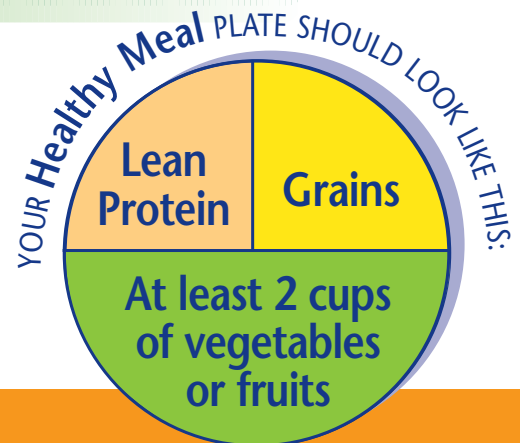 YOUR Healthy Meal PLATE SHOULD LOOK LIKE THIS:
Lean
Protein
Grains
At least 2 cups
of vegetables
or fruits